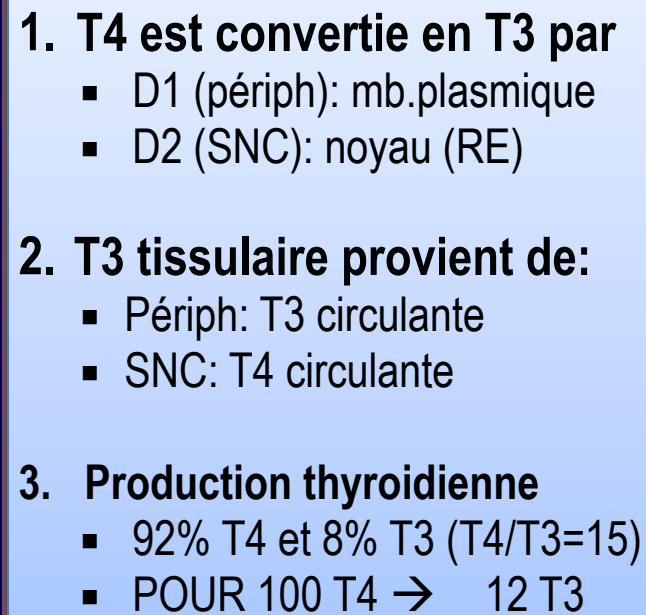 1. T4 est convertie en T3 par
▪ D1 (périph): mb.plasmique
▪ D2 (SNC): noyau (RE)
2. T3 tissulaire provient de:
▪ Périph: T3 circulante
▪ SNC: T4 circulante
3. Production thyroidienne
▪ 92% T4 et 8% T3 (T4/T3=15)
▪ POUR 100 T4 → 12 T3